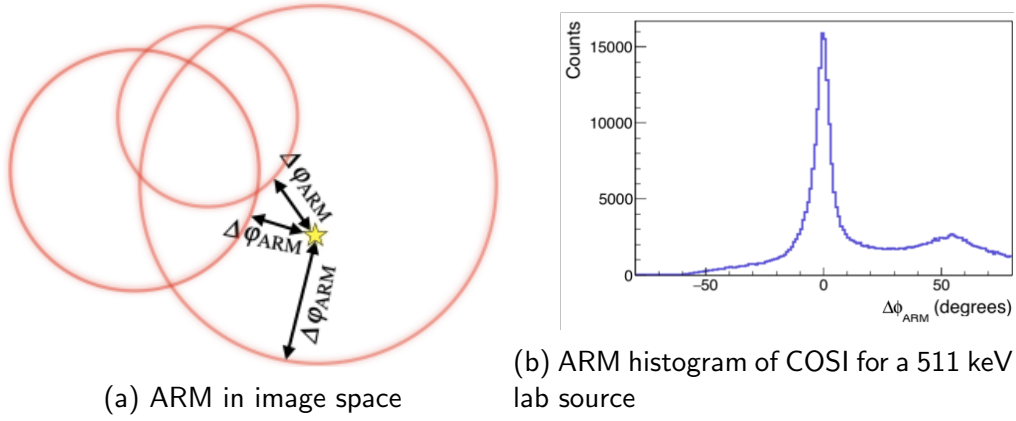 Δφ_ARM
Δφ_ARM
Δφ_ARM
(a) ARM in image space
Counts
15000
10000
5000
0
−50
0
50
Δϕ_ARM (degrees)
(b) ARM histogram of COSI for a 511 keV
lab source